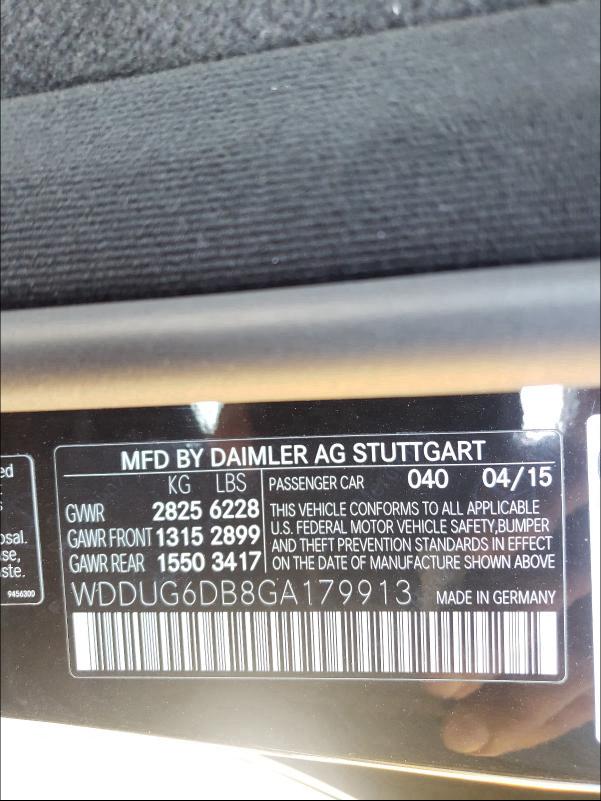 MFD BY DAIMLER AG STUTTGART
KG LBS
PASSENGER CAR 040 04/15
GVWR 2825 6228
GAWR FRONT 1315 2899
GAWR REAR 1550 3417
THIS VEHICLE CONFORMS TO ALL APPLICABLE
U.S. FEDERAL MOTOR VEHICLE SAFETY,BUMPER
AND THEFT PREVENTION STANDARDS IN EFFECT
ON THE DATE OF MANUFACTURE SHOWN ABOVE
WDDUG6DB8GA179913 MADE IN GERMANY
9456300